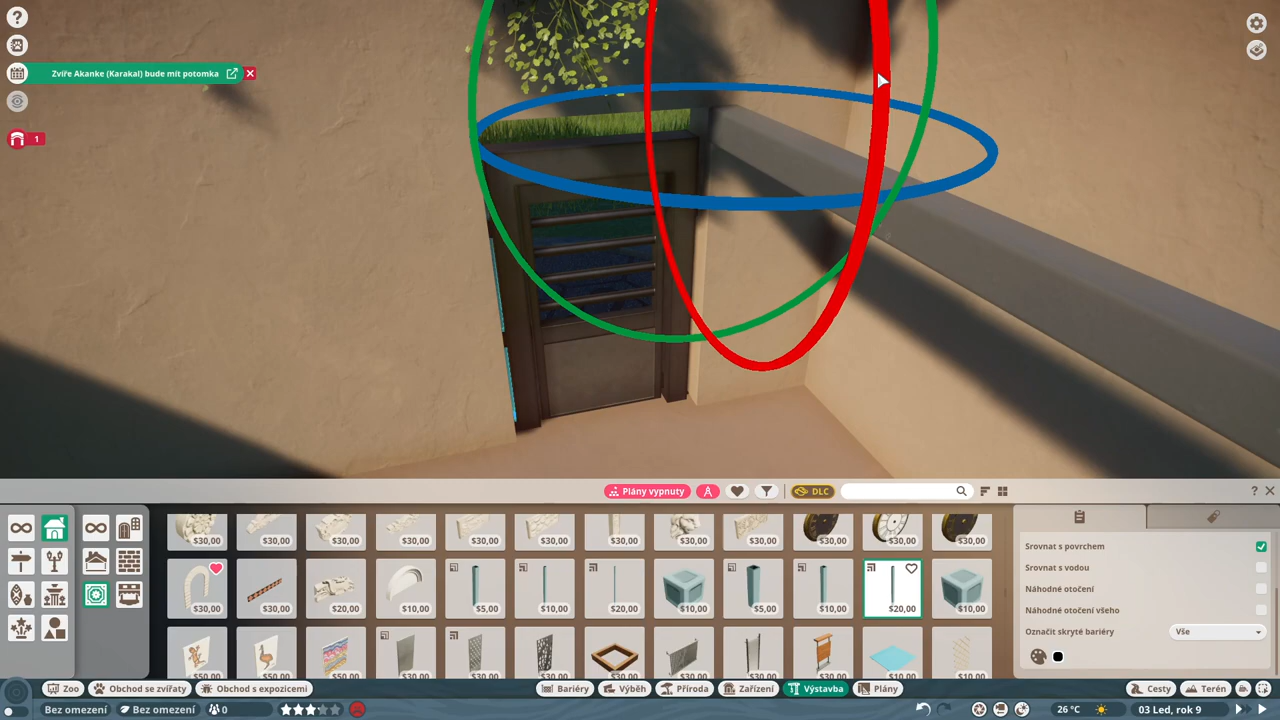 ?
Zvíře Akanke (Karakal) bude mít potomka
1
Plány vypnuty
DLC
?
$30,00 $30,00 $30,00 $30,00 $30,00 $30,00 $30,00 $30,00 $30,00 $30,00 $30,00 $30,00
$30,00 $30,00 $20,00 $10,00 $5,00 $10,00 $20,00 $10,00 $5,00 $10,00 $20,00 $10,00
Srovnat s povrchem
Srovnat s vodou
Náhodné otočení
Náhodné otočení všeho
Označit skryté bariéry
Vše
Zoo
Obchod se zvířaty
Obchod s expozicemi
Bariéry
Výběh
Příroda
Zařízení
Výstavba
Plány
Cesty
Terén
Bez omezení
Bez omezení
0
26 °C
03 Led, rok 9